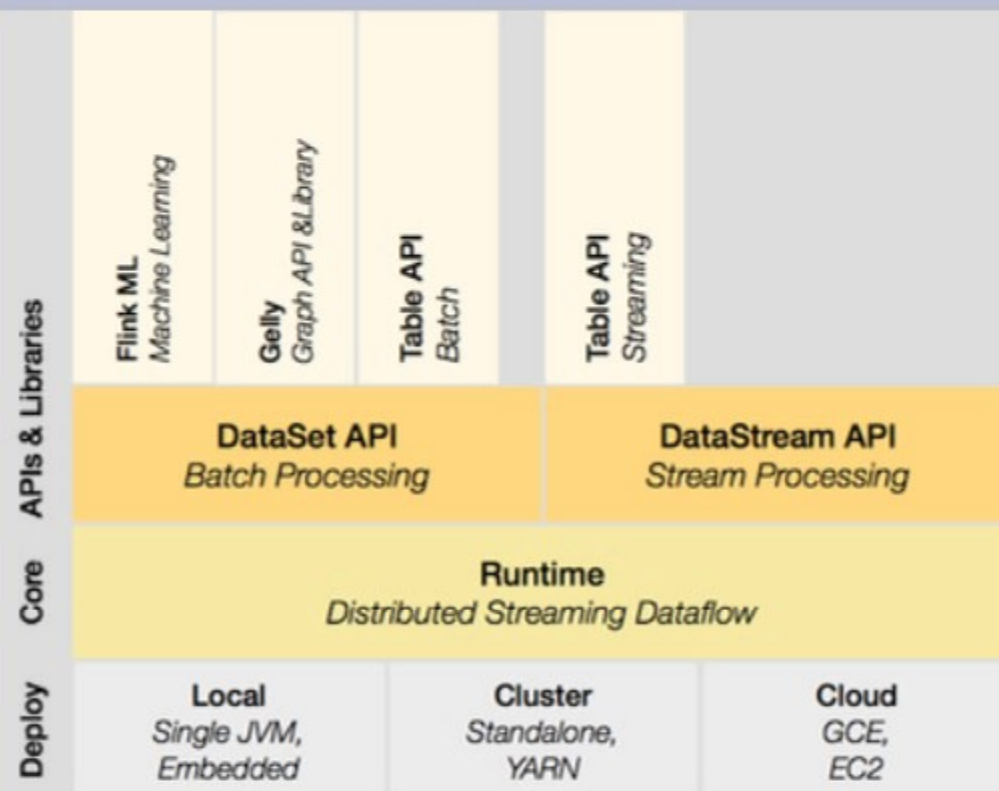 APIs & Libraries
Flink ML
Machine Learning
Gelly
Graph API &Library
Table API
Batch
Table API
Streaming
DataSet API
Batch Processing
DataStream API
Stream Processing
Core
Runtime
Distributed Streaming Dataflow
Deploy
Local
Single JVM,
Embedded
Cluster
Standalone,
YARN
Cloud
GCE,
EC2